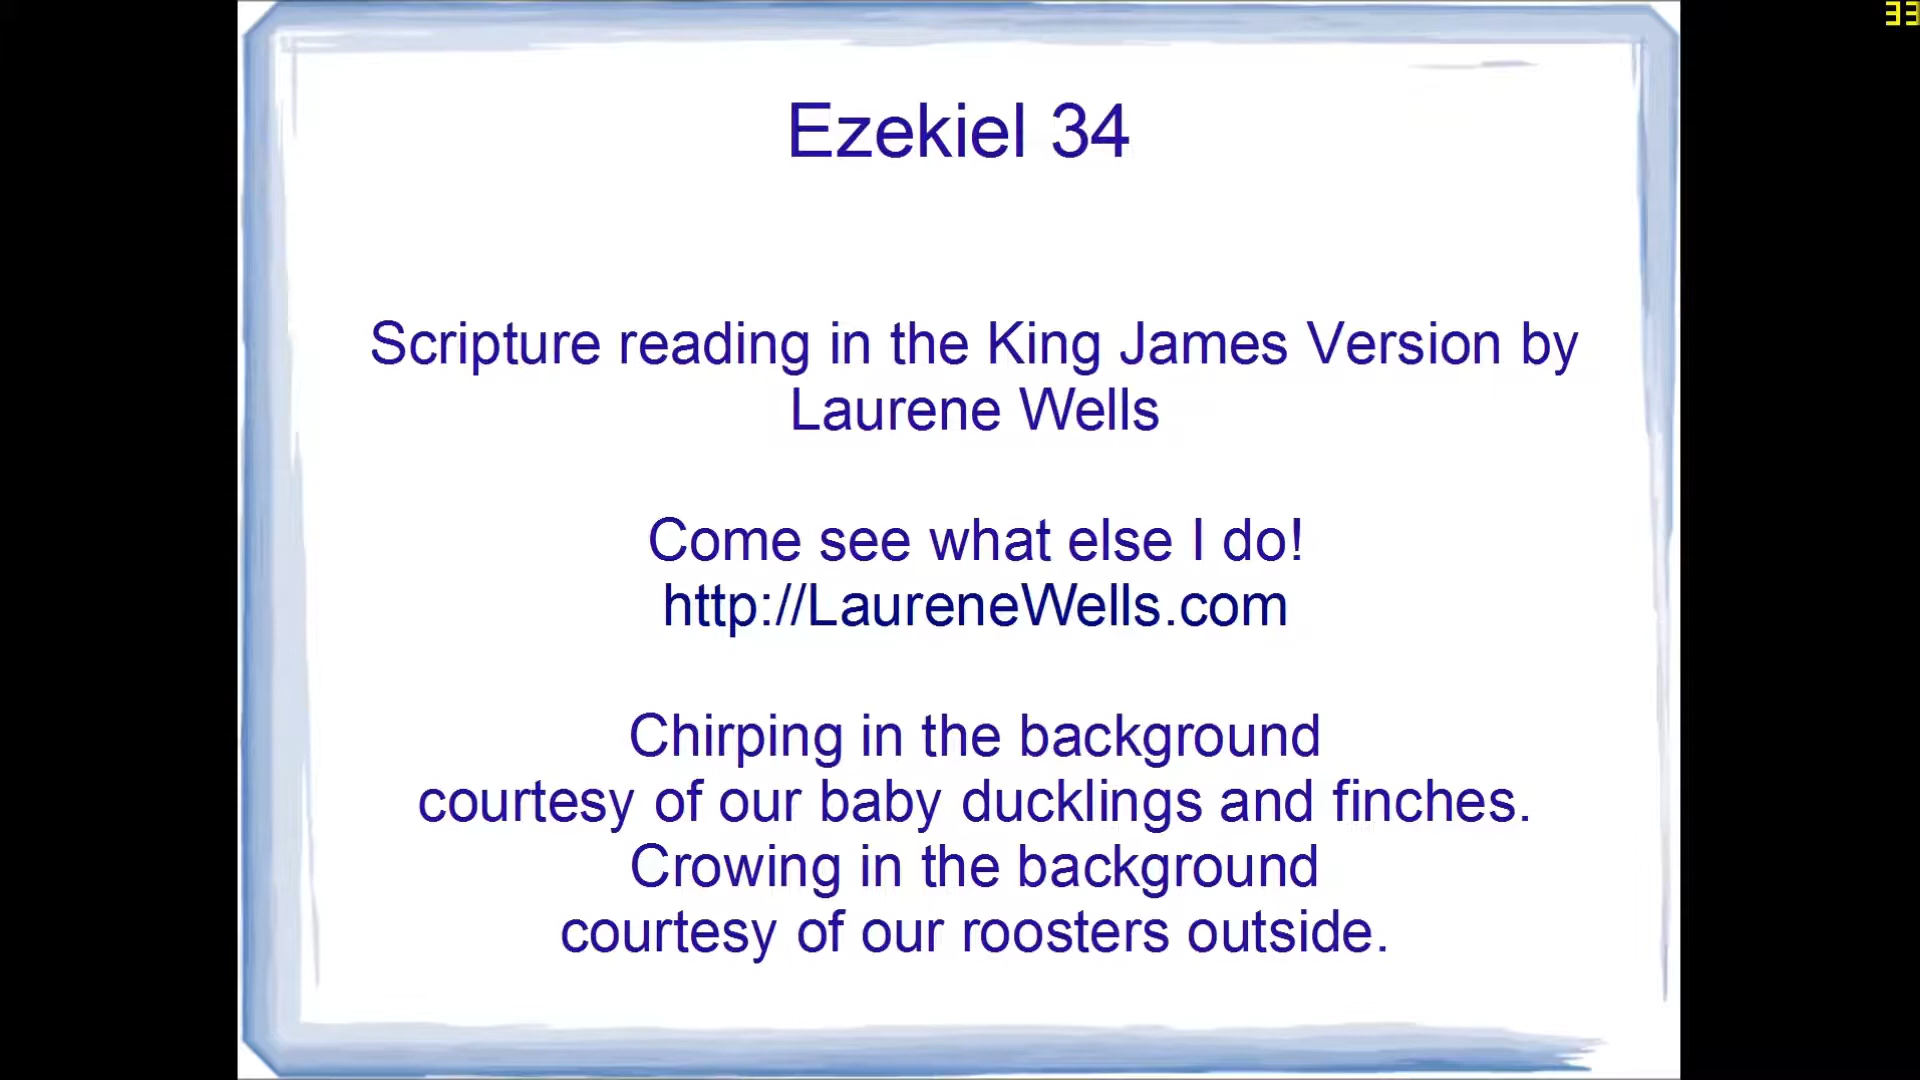 33
Ezekiel 34
Scripture reading in the King James Version by
Laurene Wells
Come see what else I do!
http://LaureneWells.com
Chirping in the background
courtesy of our baby ducklings and finches.
Crowing in the background
courtesy of our roosters outside.